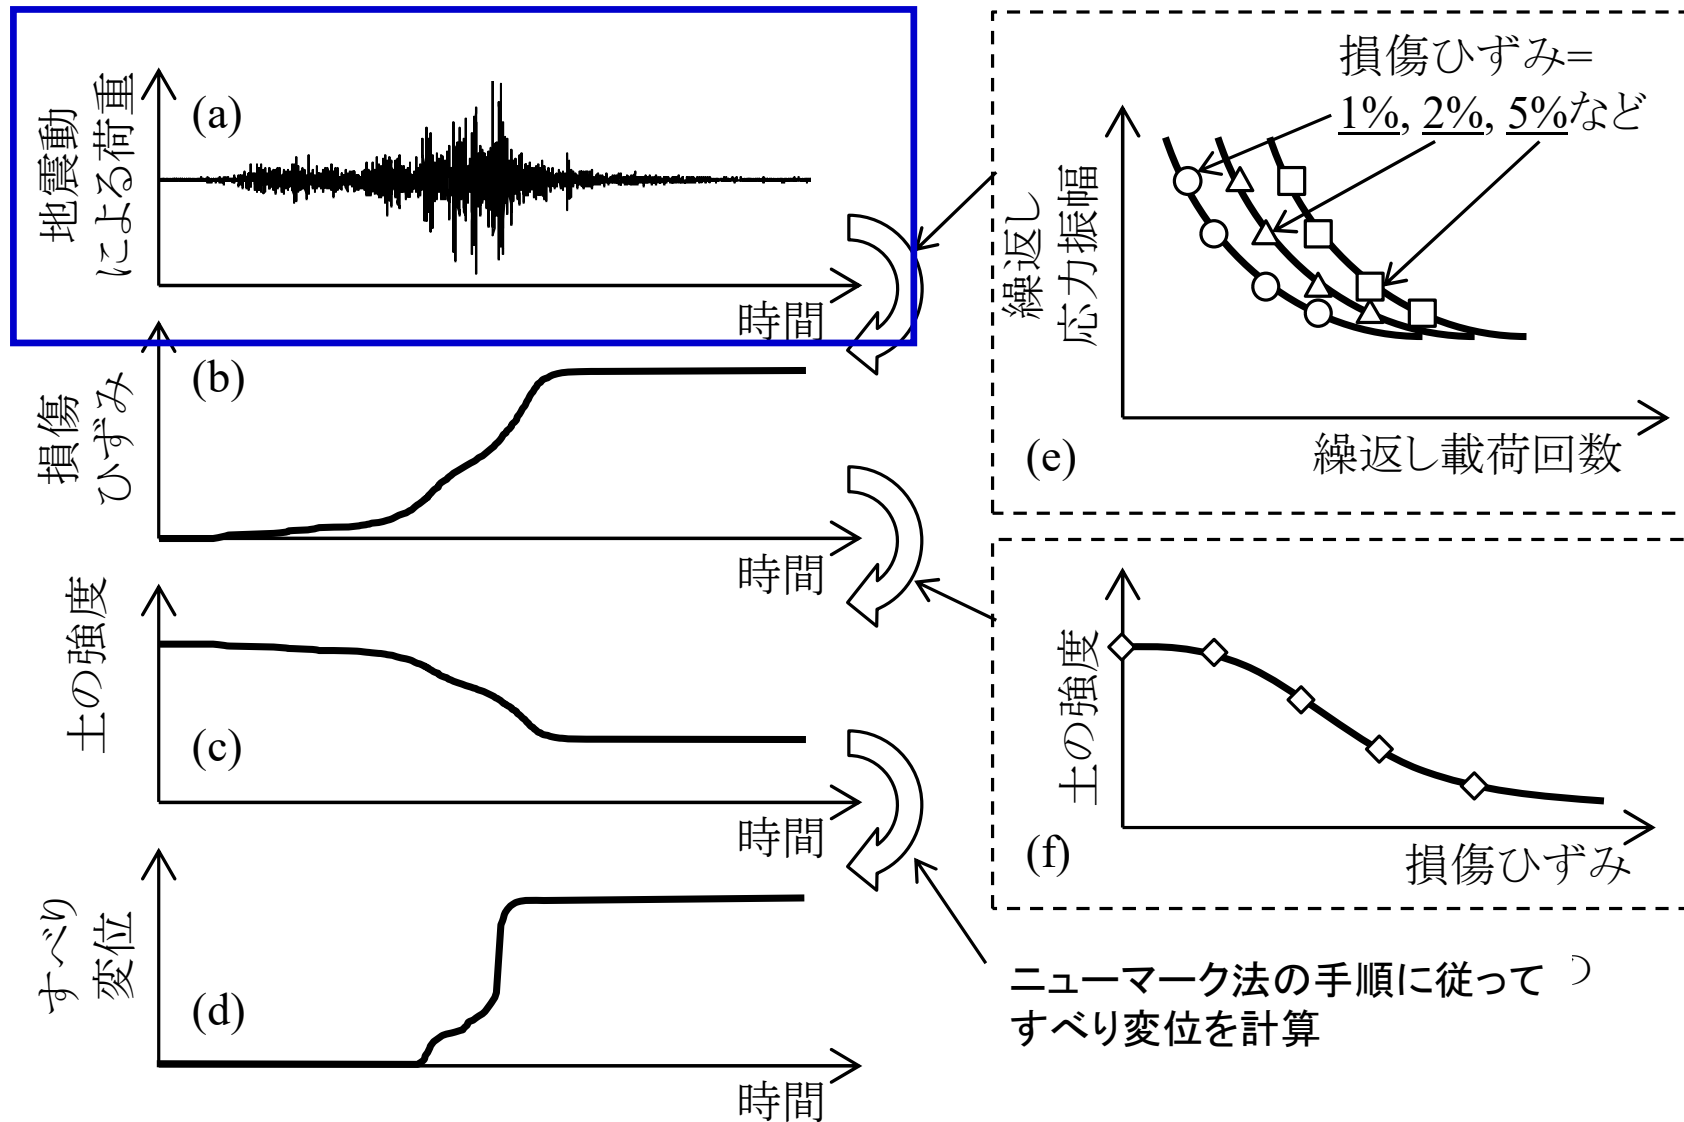 地震動
による荷重
(a)
時間
損傷
ひずみ
(b)
時間
土の強度
(c)
時間
すべり
変位
(d)
時間
損傷ひずみ=
1%, 2%, 5%など
繰返し
応力振幅
(e)
繰返し載荷回数
土の強度
(f)
損傷ひずみ
ニューマーク法の手順に従って
すべり変位を計算